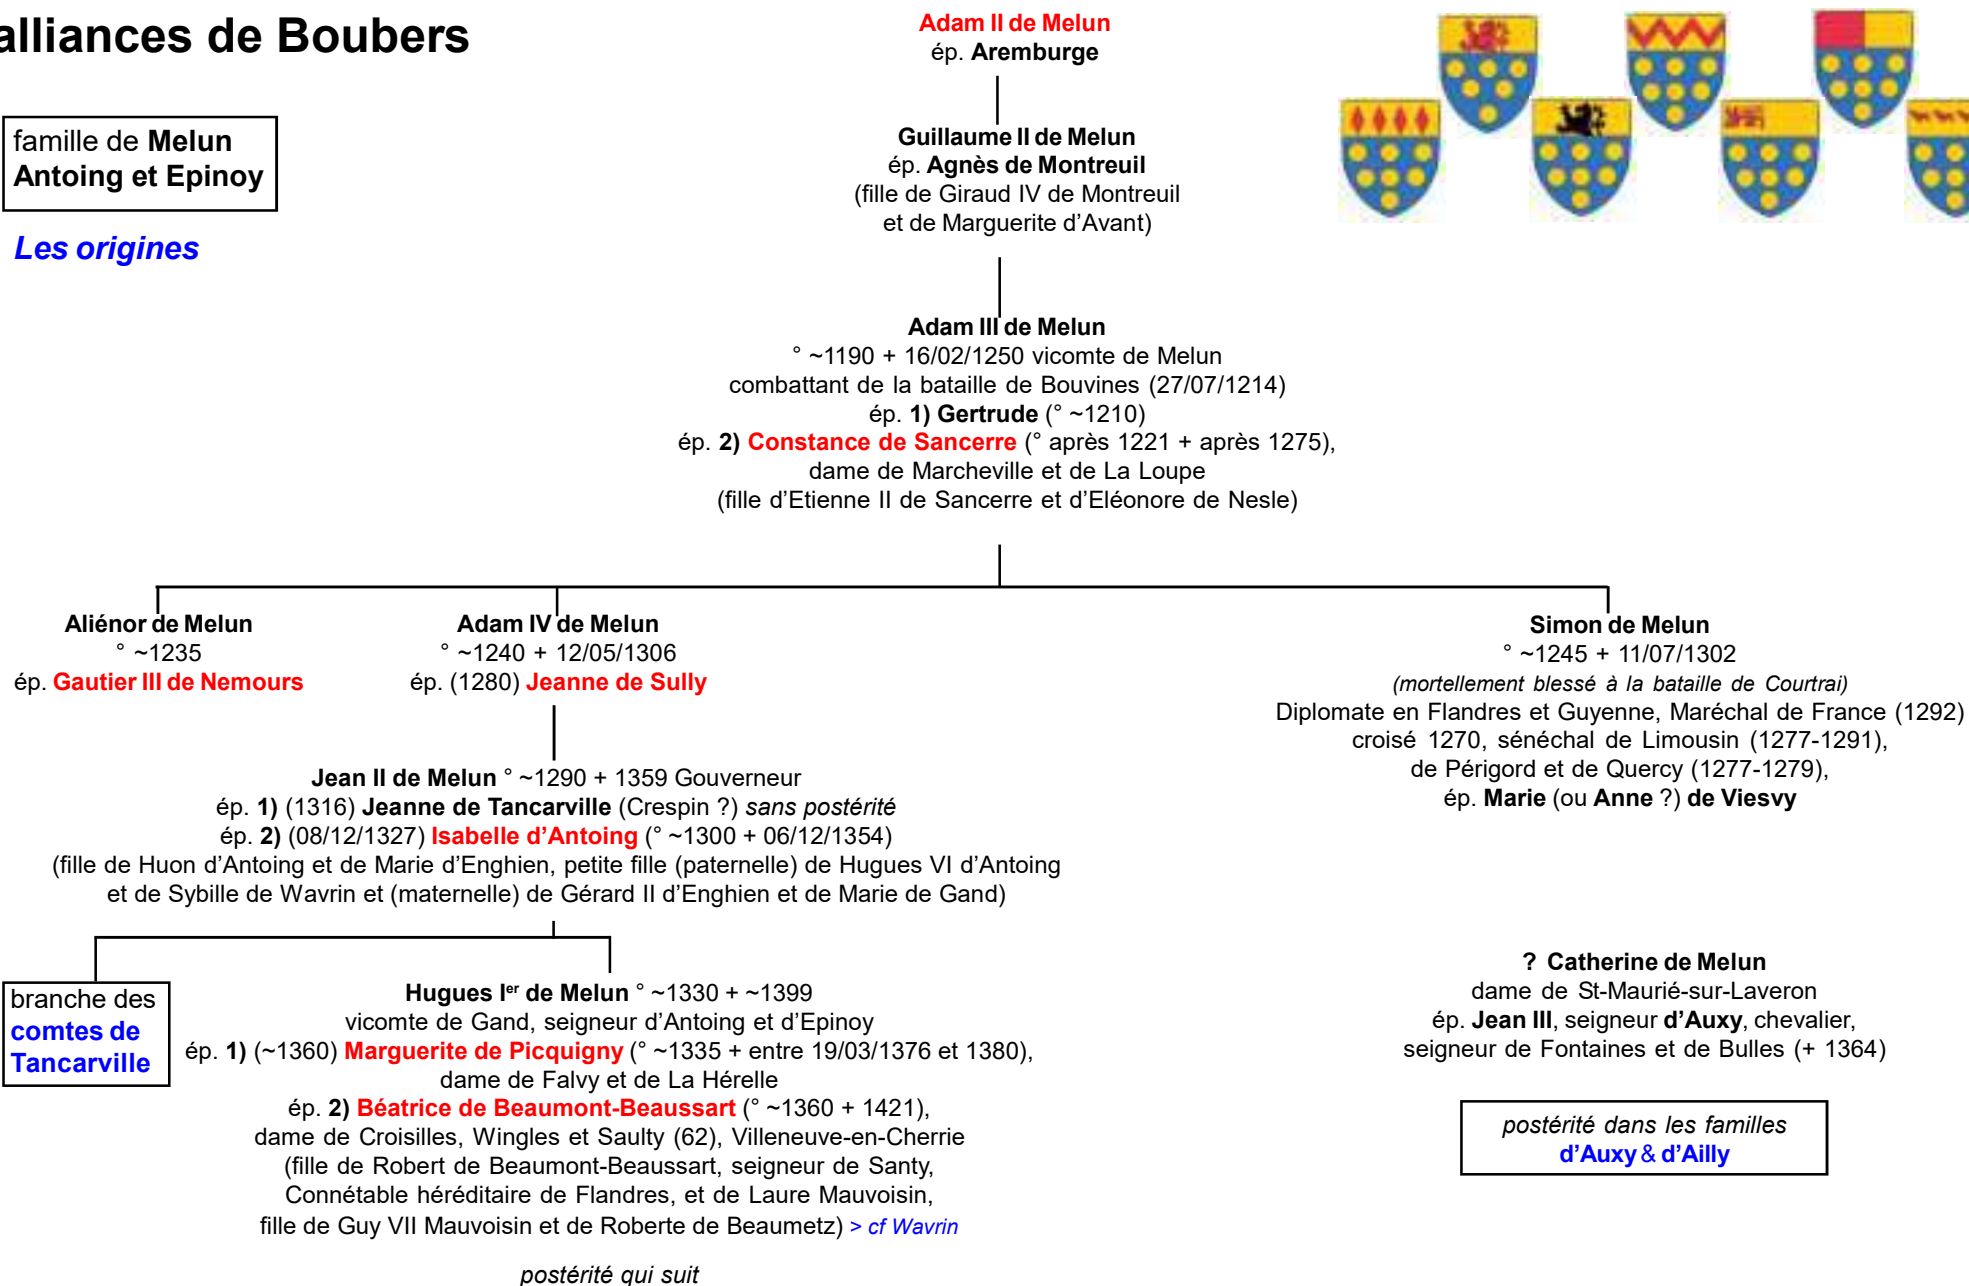 alliances de Boubers
famille de Melun
Antoing et Epinoy
Les origines
Adam II de Melun
ép. Aremburge
Guillaume II de Melun
ép. Agnès de Montreuil
(fille de Giraud IV de Montreuil
et de Marguerite d’Avant)
Adam III de Melun
° ~1190 + 16/02/1250 vicomte de Melun
combattant de la bataille de Bouvines (27/07/1214)
ép. 1) Gertrude (° ~1210)
ép. 2) Constance de Sancerre (° après 1221 + après 1275),
dame de Marcheville et de La Loupe
(fille d’Etienne II de Sancerre et d’Eléonore de Nesle)
Aliénor de Melun
° ~1235
ép. Gautier III de Nemours
Adam IV de Melun
° ~1240 + 12/05/1306
ép. (1280) Jeanne de Sully
Simon de Melun
° ~1245 + 11/07/1302
(mortellement blessé à la bataille de Courtrai)
Diplomate en Flandres et Guyenne, Maréchal de France (1292)
croisé 1270, sénéchal de Limousin (1277-1291),
de Périgord et de Quercy (1277-1279),
ép. Marie (ou Anne ?) de Viesvy
Jean II de Melun ° ~1290 + 1359 Gouverneur
ép. 1) (1316) Jeanne de Tancarville (Crespin ?) sans postérité
ép. 2) (08/12/1327) Isabelle d’Antoing (° ~1300 + 06/12/1354)
(fille de Huon d’Antoing et de Marie d’Enghien, petite fille (paternelle) de Hugues VI d’Antoing
et de Sybille de Wavrin et (maternelle) de Gérard II d’Enghien et de Marie de Gand)
branche des
comtes de
Tancarville
Hugues Ier de Melun ° ~1330 + ~1399
vicomte de Gand, seigneur d’Antoing et d’Epinoy
ép. 1) (~1360) Marguerite de Picquigny (° ~1335 + entre 19/03/1376 et 1380),
dame de Falvy et de La Hérelle
ép. 2) Béatrice de Beaumont-Beaussart (° ~1360 + 1421),
dame de Croisilles, Wingles et Saulty (62), Villeneuve-en-Cherrie
(fille de Robert de Beaumont-Beaussart, seigneur de Santy,
Connétable héréditaire de Flandres, et de Laure Mauvoisin,
fille de Guy VII Mauvoisin et de Roberte de Beaumetz) > cf Wavrin
postérité qui suit
? Catherine de Melun
dame de St-Maurié-sur-Laveron
ép. Jean III, seigneur d’Auxy, chevalier,
seigneur de Fontaines et de Bulles (+ 1364)
postérité dans les familles
d’Auxy & d’Ailly